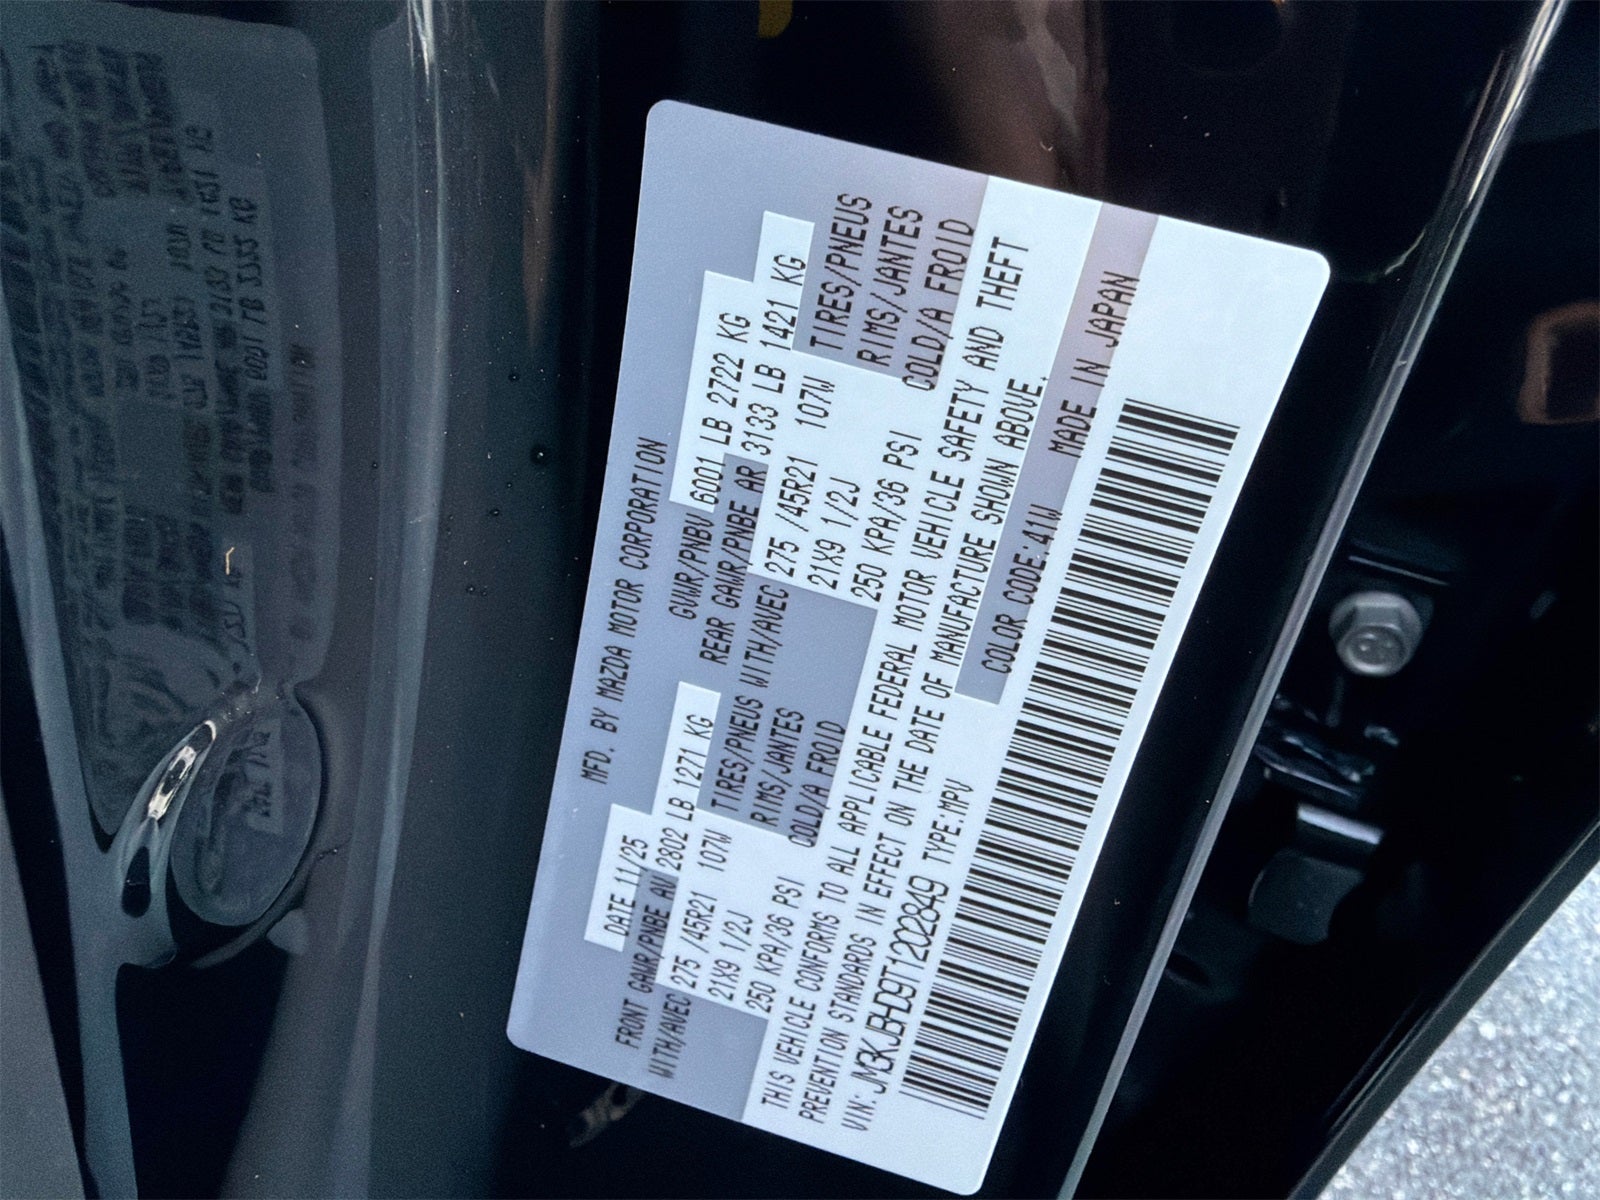 MFD. BY MAZDA MOTOR CORPORATION
DATE 11/25 GVWR/PNBV 6001 LB 2722 KG
FRONT GAWR/PNBE AV 2802 LB 1271 KG REAR GAWR/PNBE AR 3133 LB 1421 KG
WITH/AVEC 275 /45R21 107W TIRES/PNEUS WITH/AVEC 275 /45R21 107W TIRES/PNEUS
21X9 1/2J RIMS/JANTES 21X9 1/2J RIMS/JANTES
250 KPA/36 PSI COLD/A FROID 250 KPA/36 PSI COLD/A FROID
THIS VEHICLE CONFORMS TO ALL APPLICABLE FEDERAL MOTOR VEHICLE SAFETY AND THEFT
PREVENTION STANDARDS IN EFFECT ON THE DATE OF MANUFACTURE SHOWN ABOVE.
VIN: JM3KJBHD9T1202849 TYPE:MPV COLOR CODE:41W MADE IN JAPAN